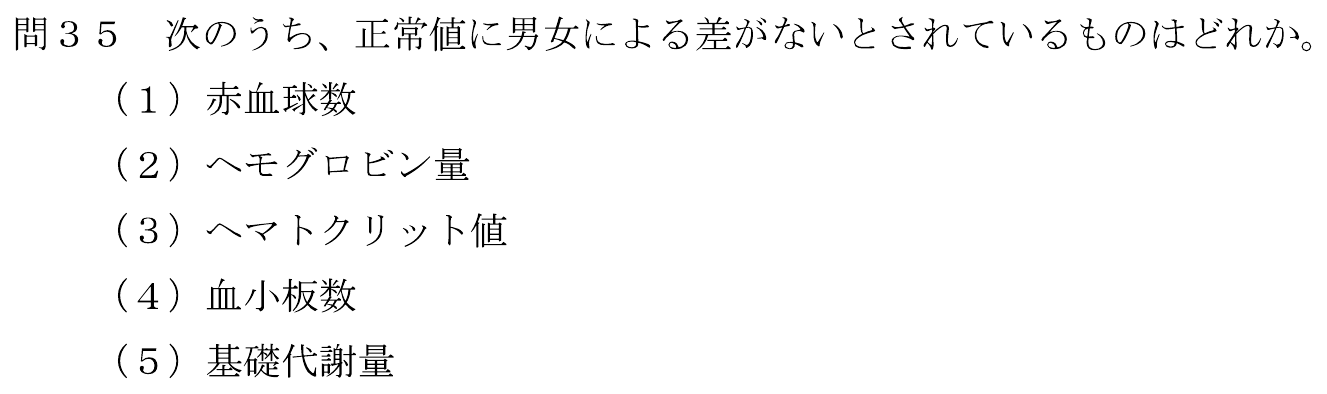 問３５　次のうち、正常値に男女による差がないとされているものはどれか。
（１）赤血球数
（２）ヘモグロビン量
（３）ヘマトクリット値
（４）血小板数
（５）基礎代謝量